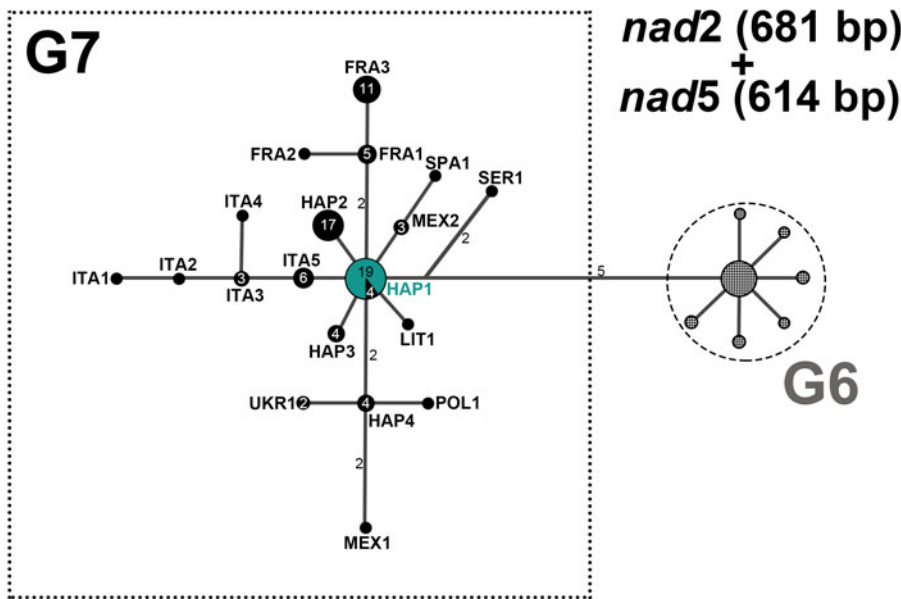 G7
nad2 (681 bp)
+
nad5 (614 bp)
FRA3
11
FRA2
5
FRA1
SPA1
SER1
2
ITA4
HAP2
17
3
MEX2
2
ITA1
ITA2
3
ITA3
ITA5
6
19
4
HAP1
5
4
HAP3
LIT1
2
G6
UKR1
2
4
HAP4
POL1
2
MEX1